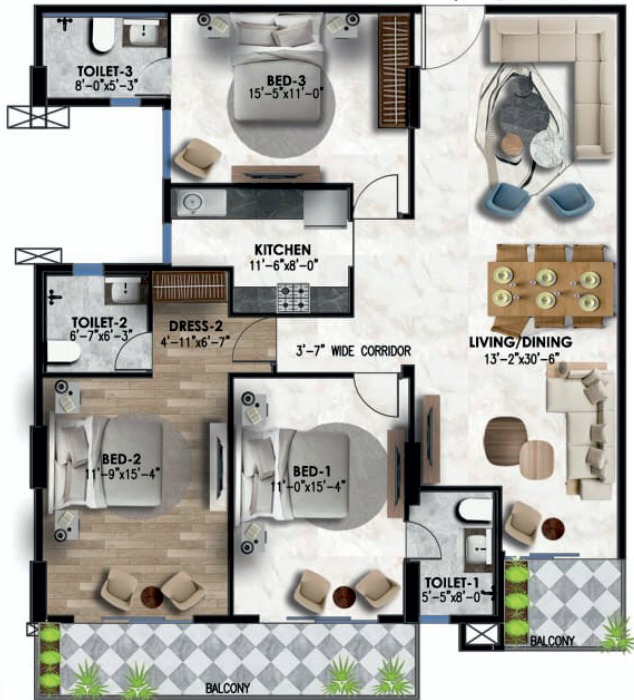 TOILET-3
8'-0"x5'-3"
BED-3
15'-5"x11'-0"
KITCHEN
11'-6"x8'-0"
TOILET-2
6'-7"x6'-3"
DRESS-2
4'-11"x6'-7"
3'-7" WIDE CORRIDOR
LIVING/DINING
13'-2"x30'-6"
BED-2
11'-9"x15'-4"
BED-1
11'-0"x15'-4"
TOILET-1
5'-5"x8'-0"
BALCONY
BALCONY